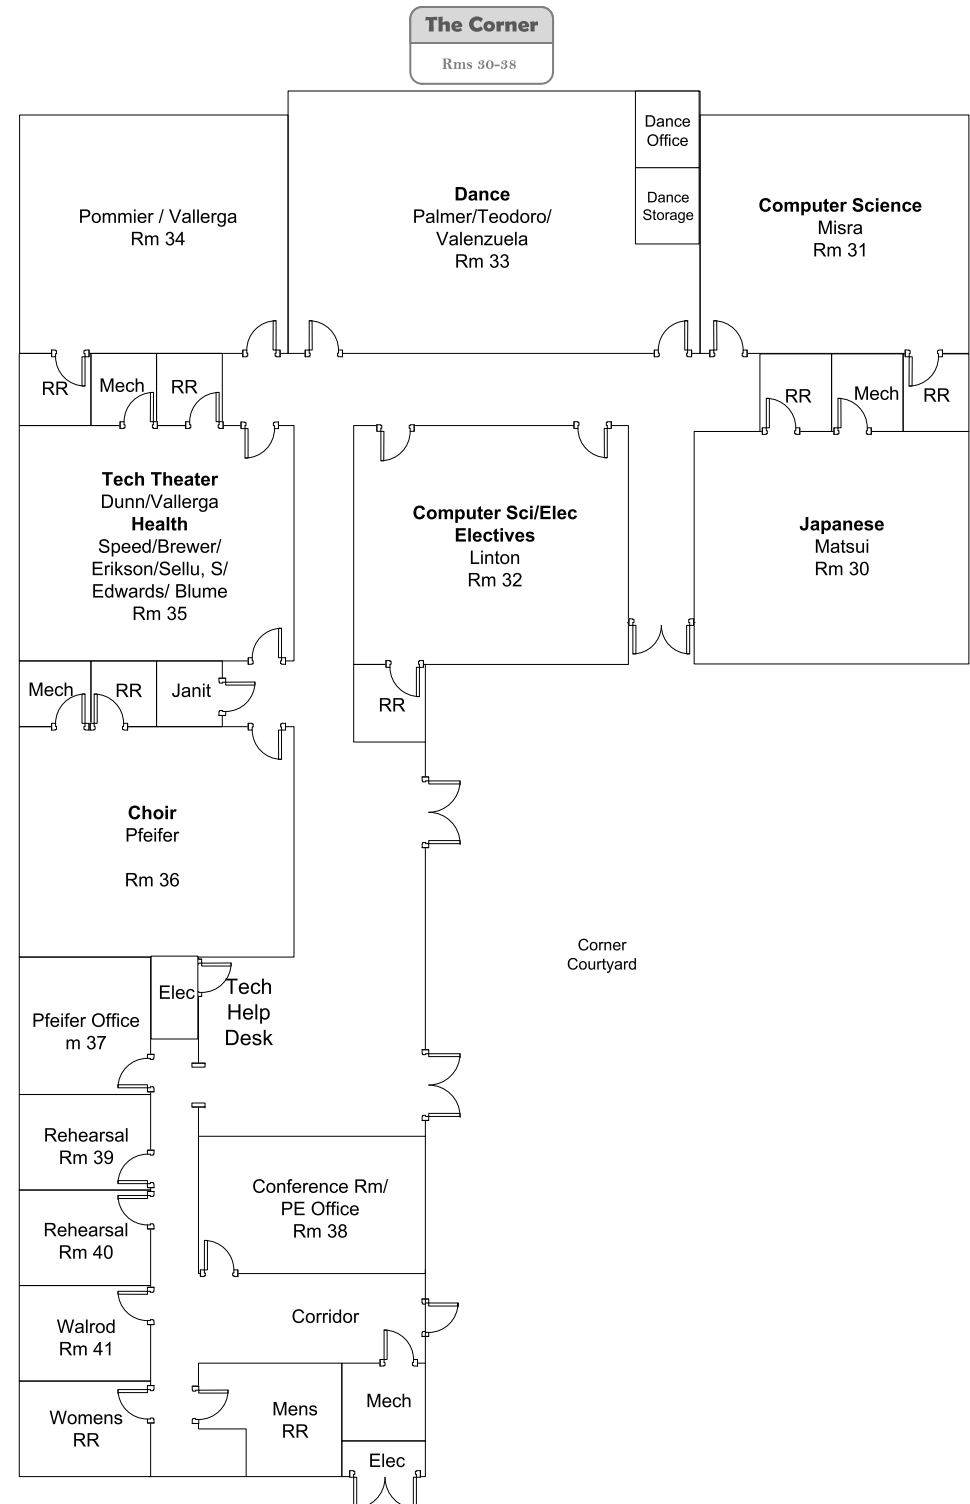 The Corner
Rms 30-38
Dance
Office
Dance
Storage
Pommier / Vallerga
Rm 34
Dance
Palmer/Teodoro/
Valenzuela
Rm 33
Computer Science
Misra
Rm 31
RR
Mech
RR
RR
Mech
RR
Tech Theater
Dunn/Vallerga
Health
Speed/Brewer/
Erikson/Sellu, S/
Edwards/ Blume
Rm 35
Computer Sci/Elec
Electives
Linton
Rm 32
Japanese
Matsui
Rm 30
Mech
RR
Janit
RR
Choir
Pfeifer
Rm 36
Corner
Courtyard
Elec
Tech
Help
Desk
Pfeifer Office
m 37
Rehearsal
Rm 39
Conference Rm/
PE Office
Rm 38
Rehearsal
Rm 40
Corridor
Walrod
Rm 41
Womens
RR
Mens
RR
Mech
Elec